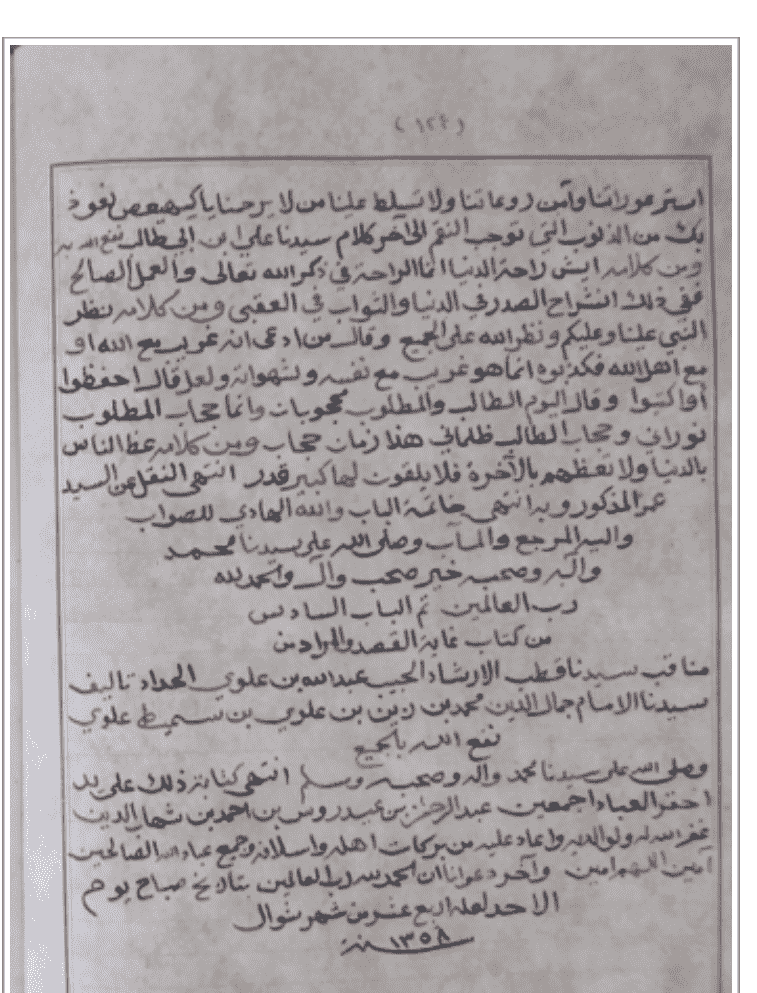 (١٢٤)
استر عوراتنا وآمن روعاتنا ولا تسلط علينا من لا يرحمنا يا كهيعص نعوذ
بك من الذنوب التي توجب النقم الى آخر كلام سيدنا علي ابن ابي طالب نفع الله به
ومن كلامه ايش راحة الدنيا انما الراحة في ذكر الله تعالى والعمل الصالح
ففي ذلك انشراح الصدر في الدنيا والثواب في العقبى ومن كلامه نظر
النبي علينا وعليكم ونظر الله على الجميع وقال من ادعى انه غريب مع الله او
مع اهل الله فكذبوه انما هو غريب مع نفسه وشهواته ولعل قال احفظوا
أو اكتبوا وقال اليوم الطالب والمطلوب محجوبات وانما حجاب المطلوب
نوراني وحجاب الطالب ظلماني هذا زمان حجاب ومن كلامه عظ الناس
بالدنيا ولا تعظهم بالآخرة فلا يلقون لها كبير قدر انتهى النقل عن السيد
عمر المذكور وبه انتهى خاتمة الباب والله الهادي للصواب
واليه المرجع والمآب وصلى الله على سيدنا محمد
وآله وصحبه خير صحب وآل والحمد لله
رب العالمين تم الباب السادس
من كتاب غاية القصد والمراد من
مناقب سيدنا قطب الارشاد الحبيب عبد الله بن علوي الحداد تاليف
سيدنا الامام جمال الدين محمد بن زين بن علوي بن سميط علوي
نفع الله بالجميع
وصلى الله على سيدنا محمد وآله وصحبه وسلم انتهى كتابة ذلك على يد
احقر العباد اجمعين عبد الرحمن بن عيدروس بن احمد بن شهاب الدين
غفر الله له ولوالديه واعاد عليه من بركات اهله واسلافه وجميع عباد الله الصالحين
آمين اللهم امين وآخر دعوانا ان الحمد لله رب العالمين بتاريخ صباح يوم
الاحد لعله اربع عشر من شهر شوال
سنة ١٣٥٨